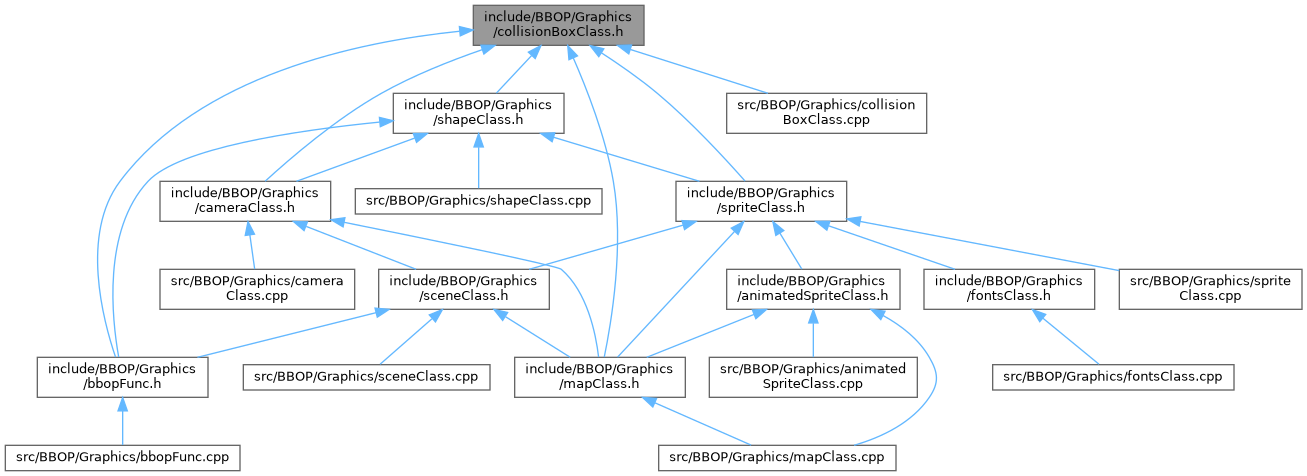 include/BBOP/Graphics
/collisionBoxClass.h
include/BBOP/Graphics
/shapeClass.h
src/BBOP/Graphics/collision
BoxClass.cpp
include/BBOP/Graphics
/cameraClass.h
src/BBOP/Graphics/shapeClass.cpp
include/BBOP/Graphics
/spriteClass.h
src/BBOP/Graphics/camera
Class.cpp
include/BBOP/Graphics
/sceneClass.h
include/BBOP/Graphics
/animatedSpriteClass.h
include/BBOP/Graphics
/fontsClass.h
src/BBOP/Graphics/sprite
Class.cpp
include/BBOP/Graphics
/bbopFunc.h
src/BBOP/Graphics/sceneClass.cpp
include/BBOP/Graphics
/mapClass.h
src/BBOP/Graphics/animated
SpriteClass.cpp
src/BBOP/Graphics/fontsClass.cpp
src/BBOP/Graphics/bbopFunc.cpp
src/BBOP/Graphics/mapClass.cpp